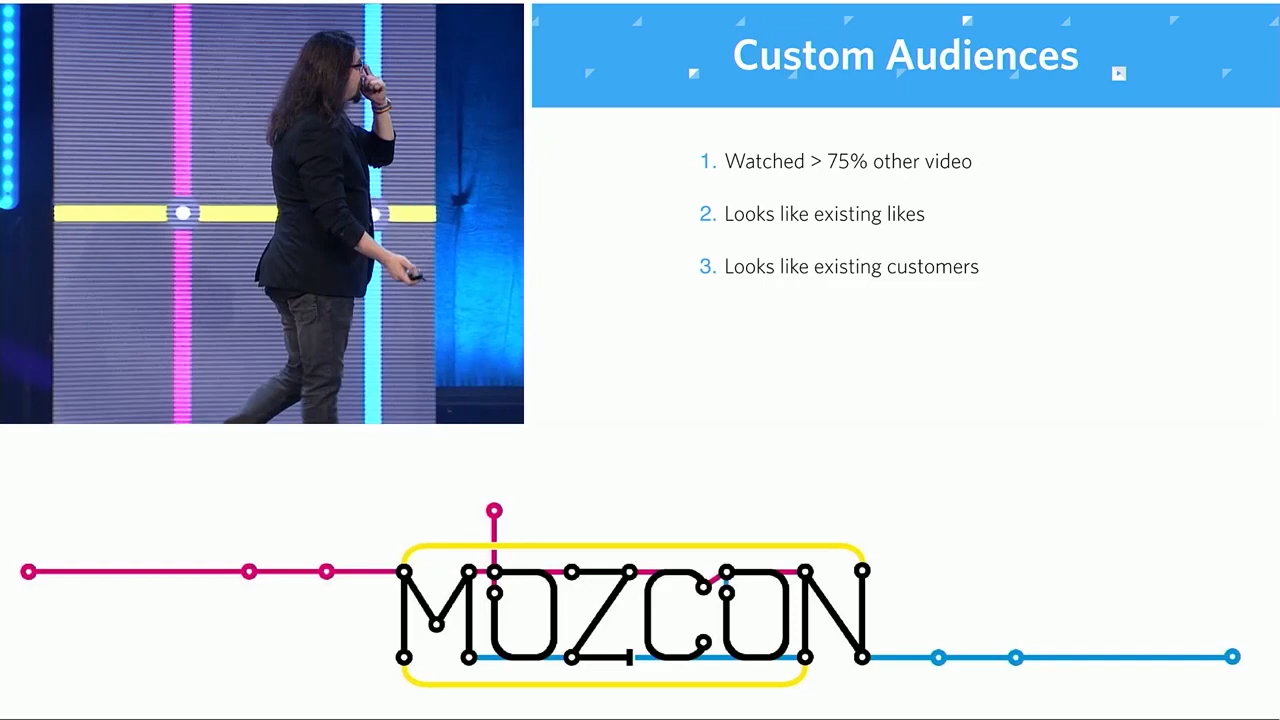 Custom Audiences
1. Watched > 75% other video
2. Looks like existing likes
3. Looks like existing customers
MOZCON